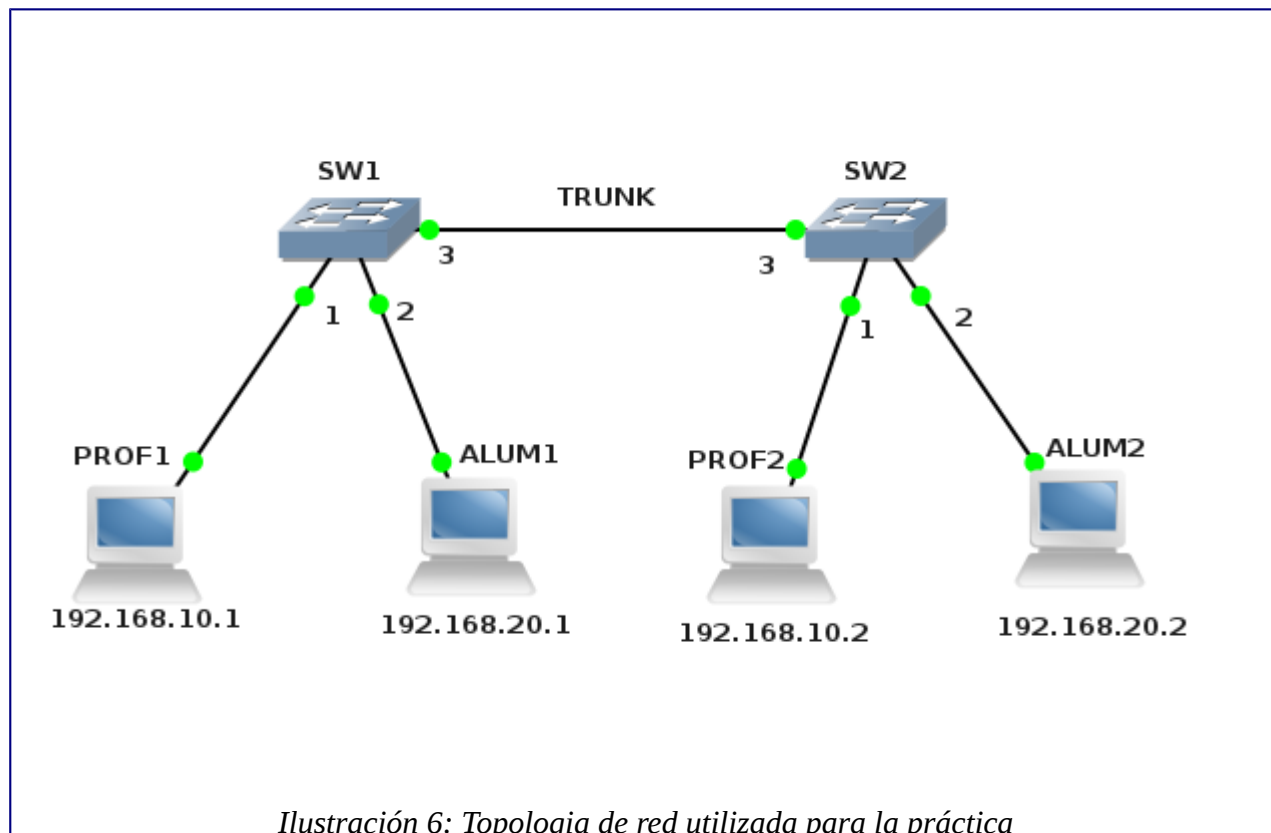 SW1
SW2
TRUNK
3
3
1
2
1
2
PROF1
ALUM1
PROF2
ALUM2
192.168.10.1
192.168.20.1
192.168.10.2
192.168.20.2
Ilustración 6: Topologia de red utilizada para la práctica